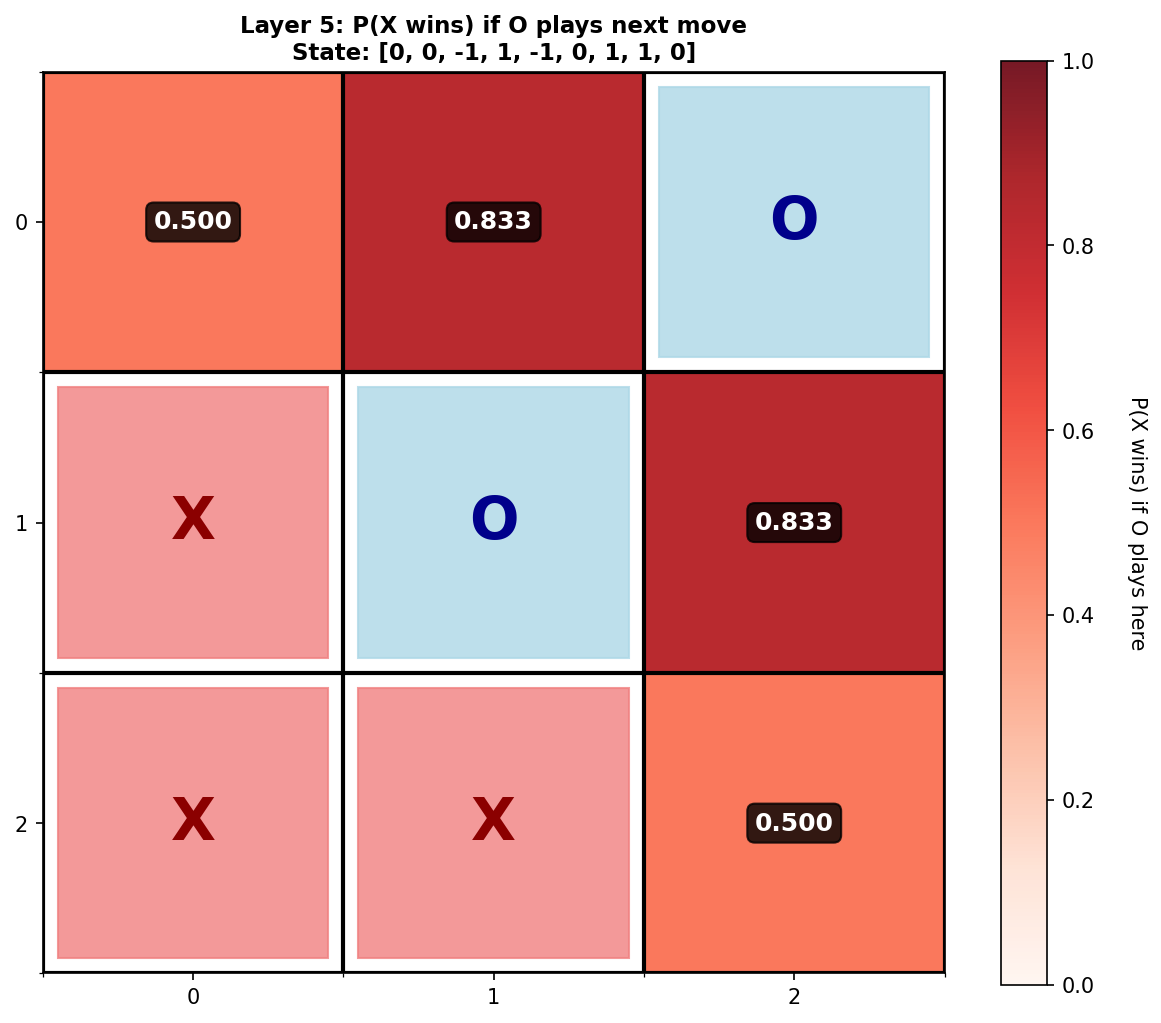 Layer 5: P(X wins) if O plays next move
State: [0, 0, -1, 1, -1, 0, 1, 1, 0]
0
0.500
0.833
O
1
X
O
0.833
2
X
X
0.500
0
1
2
1.0
0.8
0.6
0.4
0.2
0.0
P(X wins) if O plays here